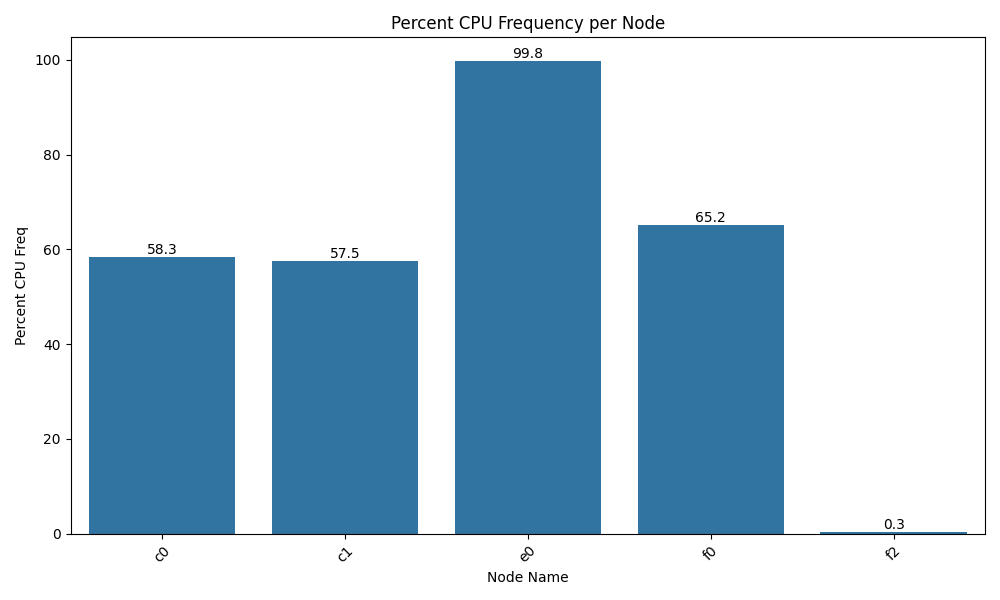 Percent CPU Frequency per Node
Percent CPU Freq
100
80
60
40
20
0
58.3
57.5
99.8
65.2
0.3
c0
c1
e0
f0
f2
Node Name